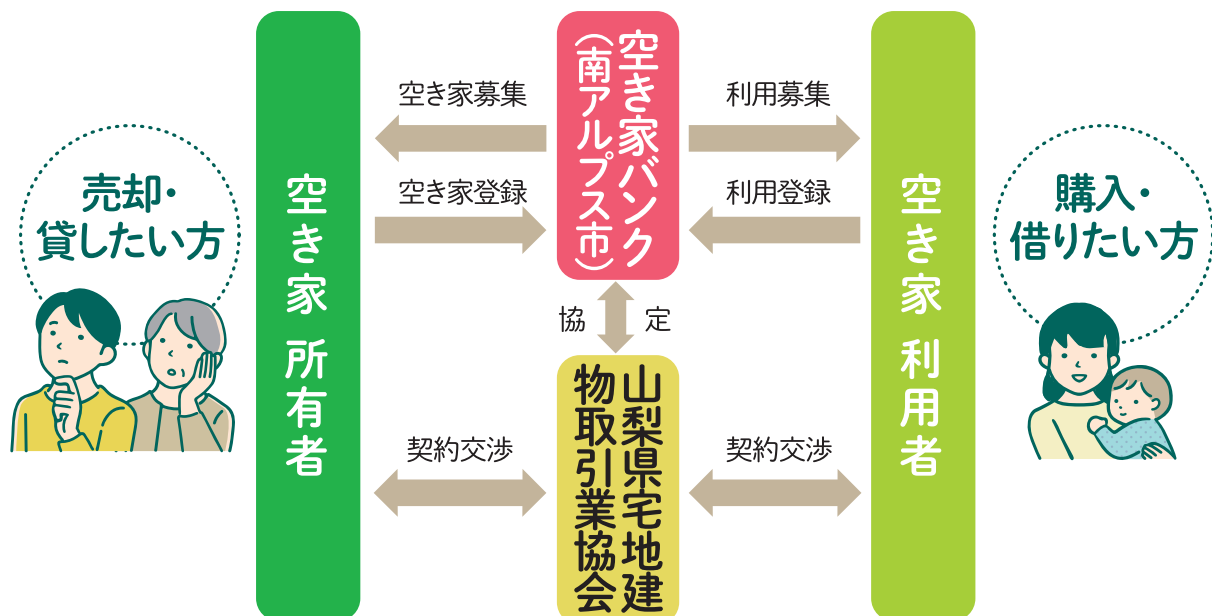 売却・
貸したい方
空き家 所有者
空き家募集
空き家登録
空き家バンク
（南アルプス市）
利用募集
利用登録
協 定
契約交渉
山梨県宅地建
物取引業協会
契約交渉
空き家 利用者
購入・
借りたい方